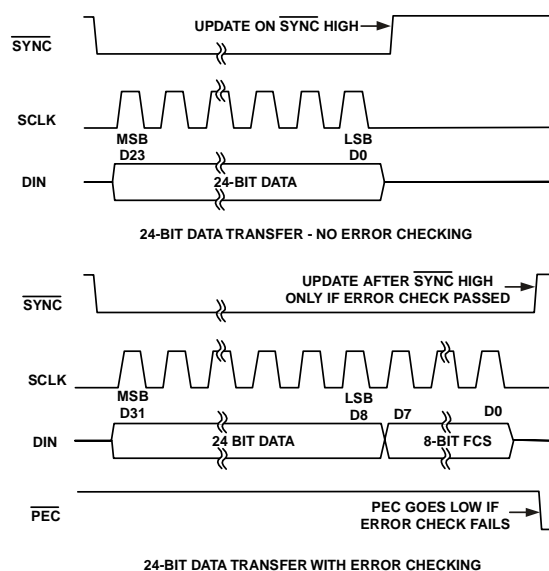 UPDATE ON SYNC HIGH
SYNC
SCLK
MSB
D23
LSB
D0
DIN
24-BIT DATA
24-BIT DATA TRANSFER - NO ERROR CHECKING
UPDATE AFTER SYNC HIGH
ONLY IF ERROR CHECK PASSED
SYNC
SCLK
MSB
D31
LSB
D8
D7
D0
DIN
24 BIT DATA
8-BIT FCS
PEC
PEC GOES LOW IF
ERROR CHECK FAILS
24-BIT DATA TRANSFER WITH ERROR CHECKING